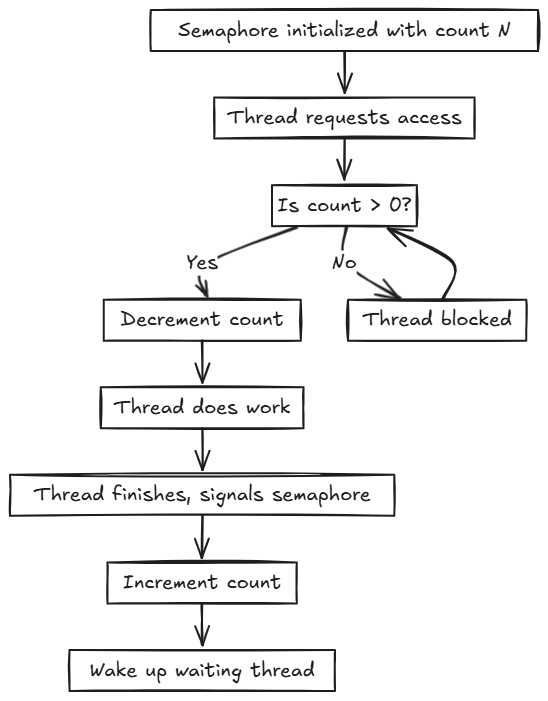 Semaphore initialized with count N
Thread requests access
Is count > 0?
Yes
No
Decrement count
Thread blocked
Thread does work
Thread finishes, signals semaphore
Increment count
Wake up waiting thread